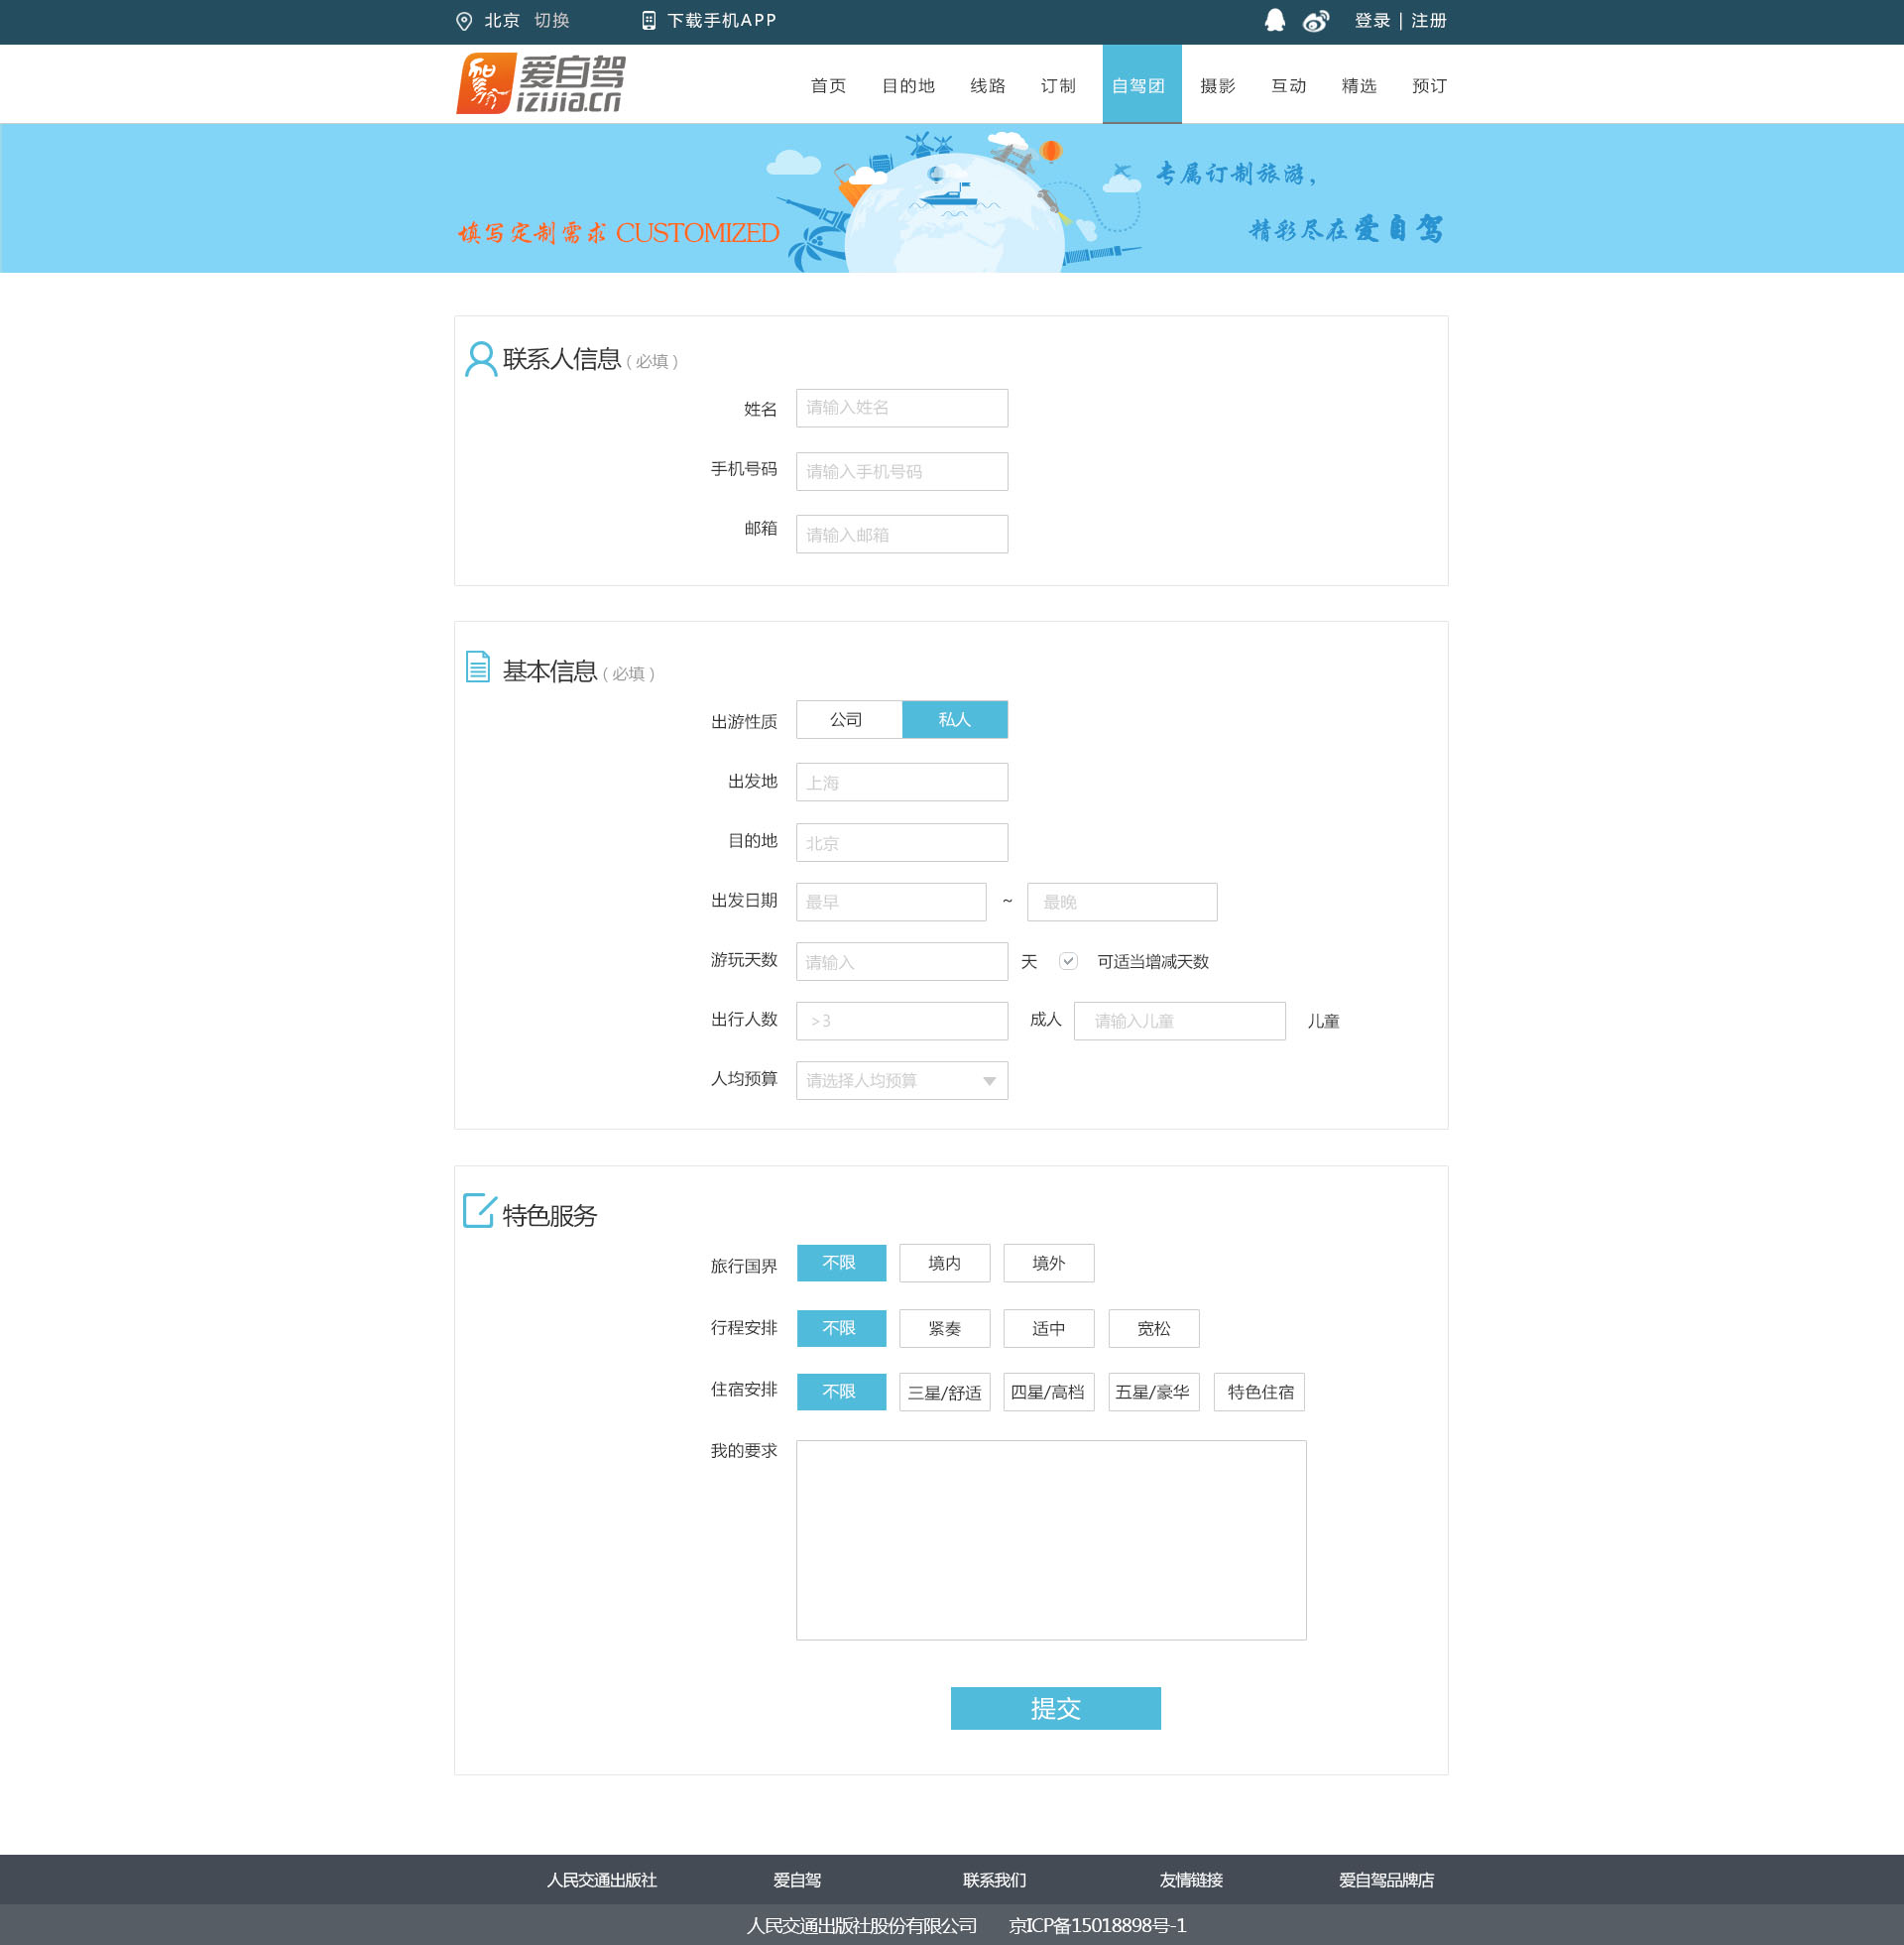 北京 切换 下载手机APP 登录 | 注册
爱自驾
izijia.cn
首页 目的地 线路 订制 自驾团 摄影 互动 精选 预订
专属订制旅游，
填写定制需求 CUSTOMIZED
精彩尽在爱自驾
联系人信息（必填）
姓名 请输入姓名
手机号码 请输入手机号码
邮箱 请输入邮箱
基本信息（必填）
出游性质 公司 私人
出发地 上海
目的地 北京
出发日期 最早 ~ 最晚
游玩天数 请输入 天 可适当增减天数
出行人数 >3 成人 请输入儿童 儿童
人均预算 请选择人均预算
特色服务
旅行国界 不限 境内 境外
行程安排 不限 紧奏 适中 宽松
住宿安排 不限 三星/舒适 四星/高档 五星/豪华 特色住宿
我的要求
提交
人民交通出版社 爱自驾 联系我们 友情链接 爱自驾品牌店
人民交通出版社股份有限公司 京ICP备15018898号-1